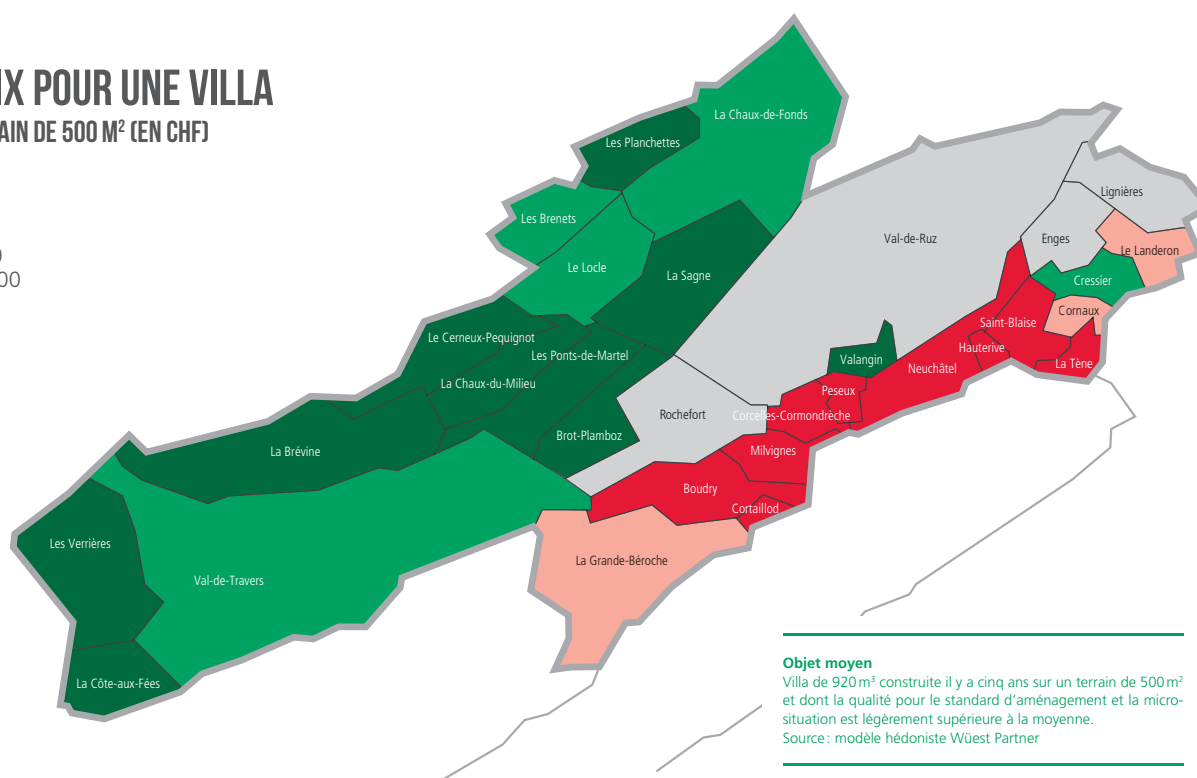 IX POUR UNE VILLA
AIN DE 500 M² (EN CHF)
00
La Chaux-de-Fonds
Les Planchettes
Les Brenets
Le Locle
La Sagne
Val-de-Ruz
Lignières
Enges
Le Landeron
Cressier
Cornaux
Saint-Blaise
Hauterive
La Tène
Neuchâtel
Valangin
Peseux
Corcelles-Cormondrèche
Rochefort
Le Cerneux-Pequignot
Les Ponts-de-Martel
La Chaux-du-Milieu
Brot-Plamboz
La Brévine
Milvignes
Boudry
Cortaillod
La Grande-Béroche
Les Verrières
Val-de-Travers
La Côte-aux-Fées
Objet moyen
Villa de 920 m³ construite il y a cinq ans sur un terrain de 500 m²
et dont la qualité pour le standard d'aménagement et la micro-
situation est légèrement supérieure à la moyenne.
Source : modèle hédoniste Wüest Partner